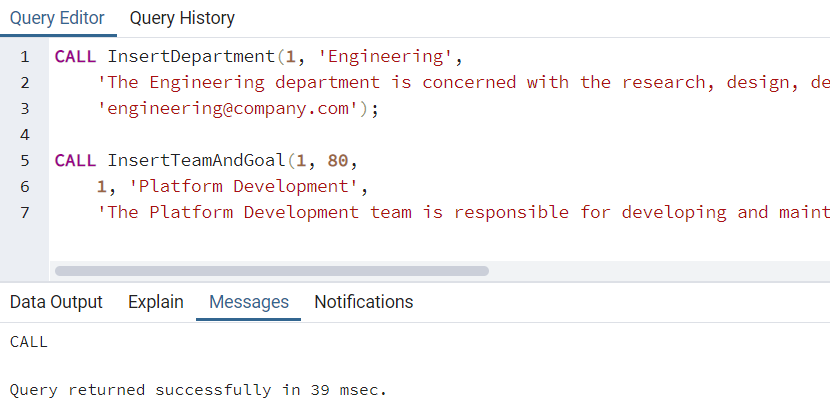 Query Editor Query History
1 CALL InsertDepartment(1, 'Engineering',
2 'The Engineering department is concerned with the research, design, de
3 'engineering@company.com');
4
5 CALL InsertTeamAndGoal(1, 80,
6 1, 'Platform Development',
7 'The Platform Development team is responsible for developing and maint
Data Output Explain Messages Notifications
CALL
Query returned successfully in 39 msec.